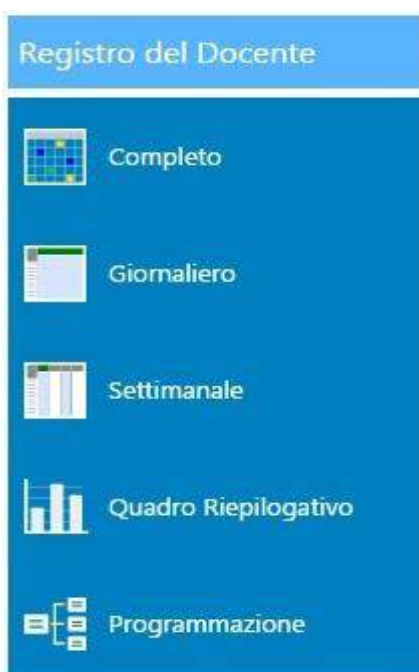 Registro del Docente
Completo
Giornaliero
Settimanale
Quadro Riepilogativo
Programmazione